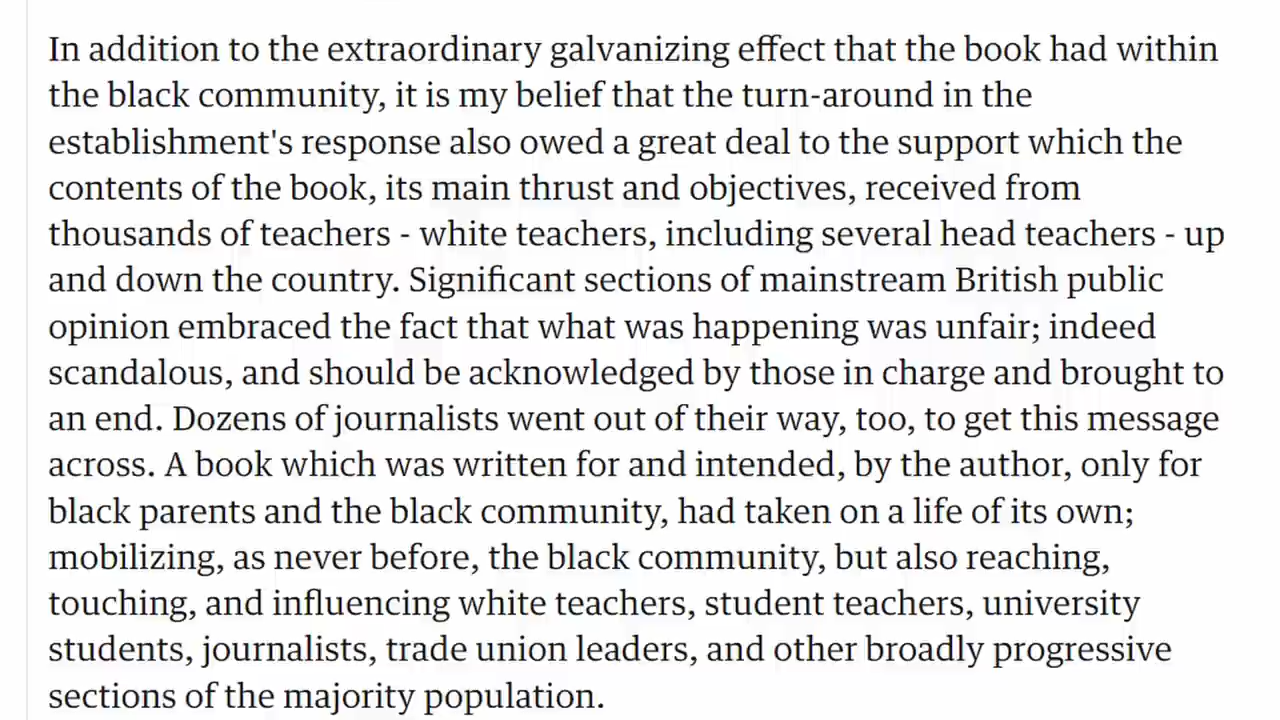 In addition to the extraordinary galvanizing effect that the book had within
the black community, it is my belief that the turn-around in the
establishment's response also owed a great deal to the support which the
contents of the book, its main thrust and objectives, received from
thousands of teachers - white teachers, including several head teachers - up
and down the country. Significant sections of mainstream British public
opinion embraced the fact that what was happening was unfair; indeed
scandalous, and should be acknowledged by those in charge and brought to
an end. Dozens of journalists went out of their way, too, to get this message
across. A book which was written for and intended, by the author, only for
black parents and the black community, had taken on a life of its own;
mobilizing, as never before, the black community, but also reaching,
touching, and influencing white teachers, student teachers, university
students, journalists, trade union leaders, and other broadly progressive
sections of the majority population.